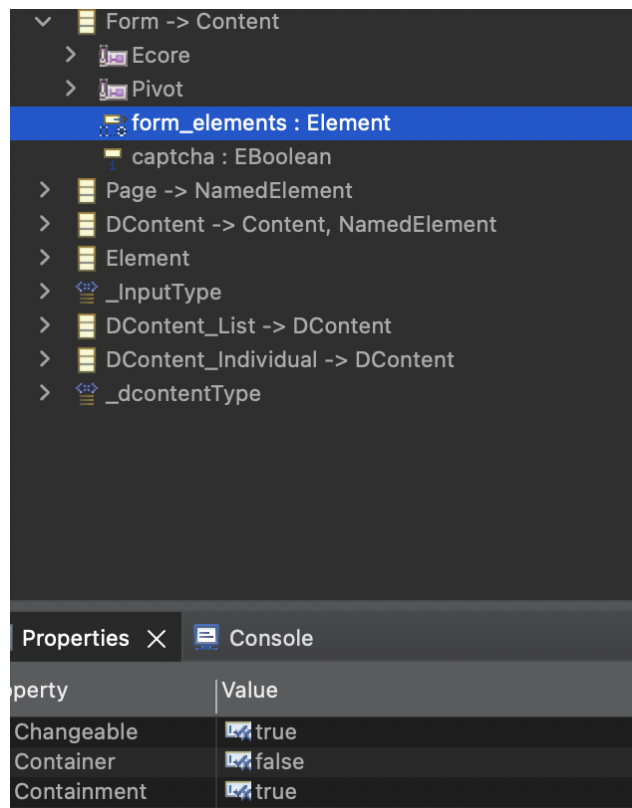 Form -> Content
Ecore
Pivot
form_elements : Element
captcha : EBoolean
Page -> NamedElement
DContent -> Content, NamedElement
Element
_InputType
DContent_List -> DContent
DContent_Individual -> DContent
_dcontentType
Properties Console
operty Value
Changeable true
Container false
Containment true